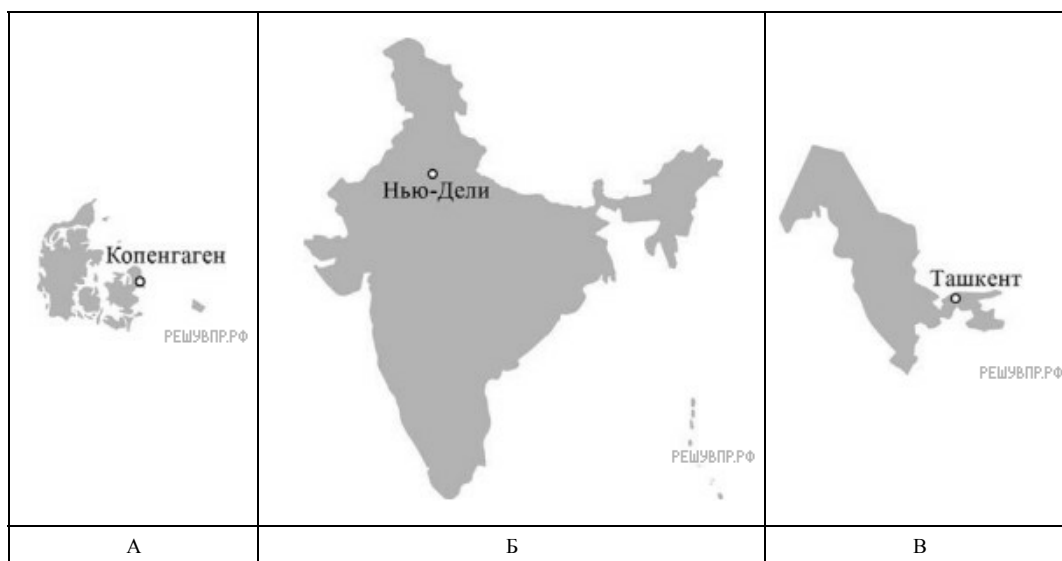 Копенгаген
РЕШУВПР.РФ
А
Нью-Дели
РЕШУВПР.РФ
Б
Ташкент
РЕШУВПР.РФ
В